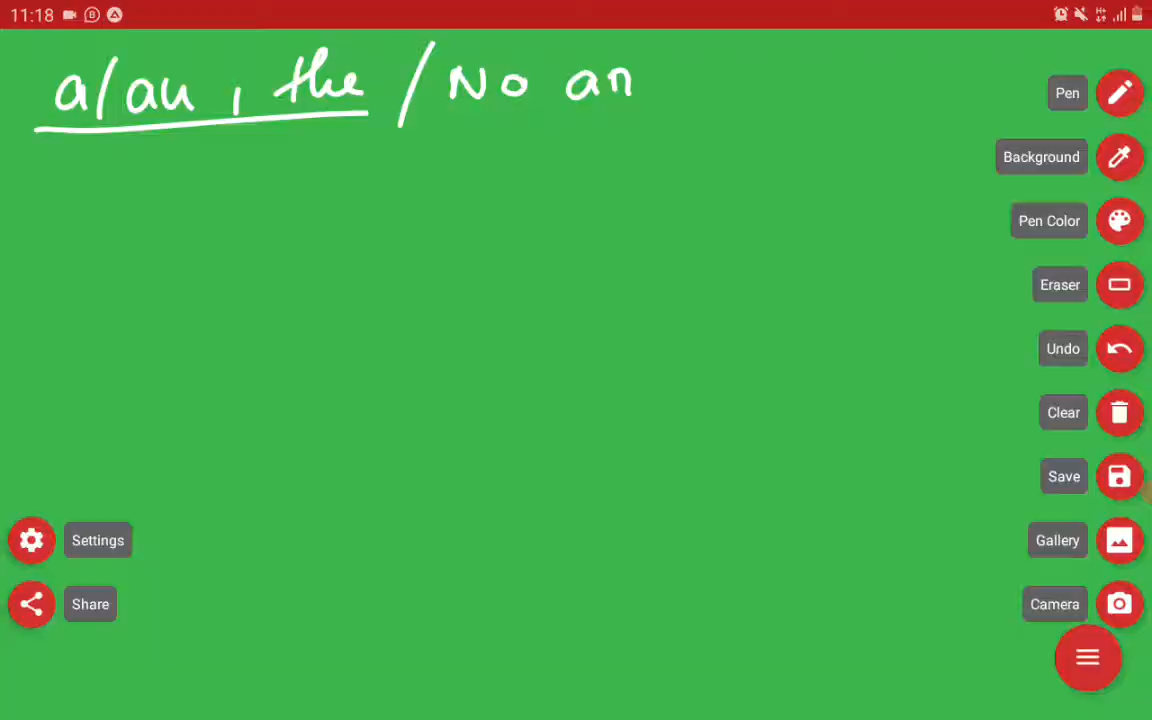 11:18
a/an, the / No an
Pen
Background
Pen Color
Eraser
Undo
Clear
Save
Gallery
Settings
Camera
Share